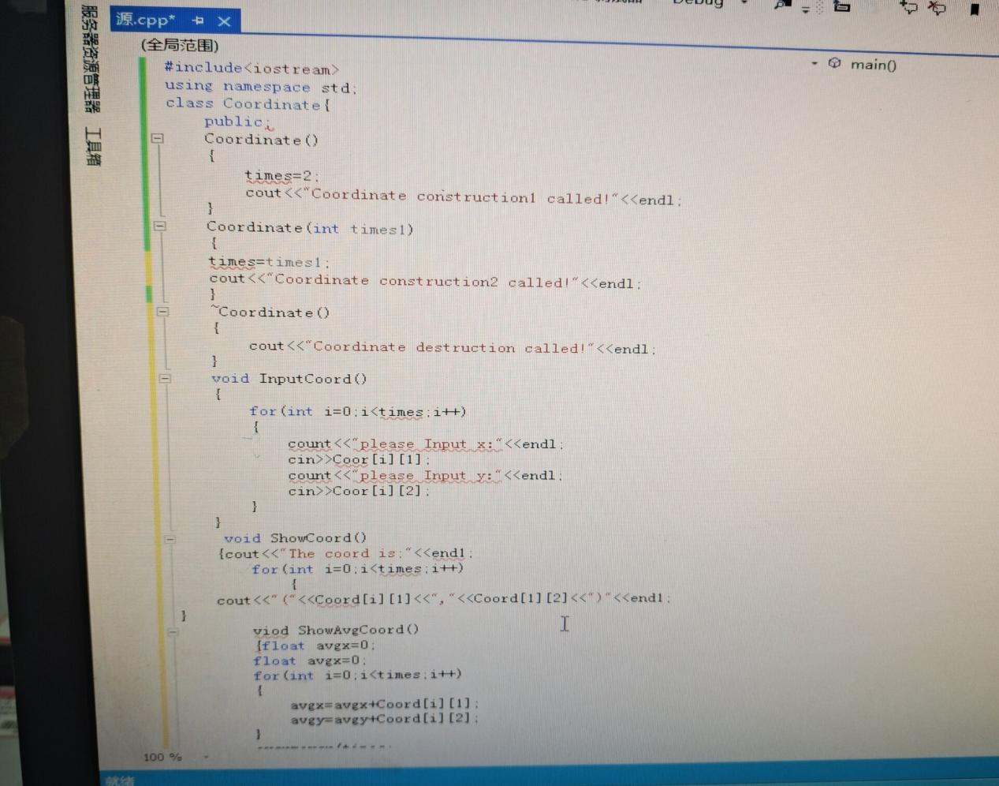 Debug
源.cpp*
(全局范围)
main()
服务器资源管理器
工具箱
#include<iostream>
using namespace std;
class Coordinate{
public;
Coordinate()
{
times=2;
cout<<"Coordinate construction1 called!"<<endl;
}
Coordinate(int times1)
{
times=times1;
cout<<"Coordinate construction2 called!"<<endl;
}
~Coordinate()
{
cout<<"Coordinate destruction called!"<<endl;
}
void InputCoord()
{
for(int i=0;i<times;i++)
{
count<<"please Input x:"<<endl;
cin>>Coor[i][1];
count<<"please Input y:"<<endl;
cin>>Coor[i][2];
}
}
void ShowCoord()
{cout<<"The coord is:"<<end1;
for(int i=0;i<times;i++)
{
cout<<"("<<Coord[i][1]<<","<<Coord[1][2]<<")"<<end1;
}
viod ShowAvgCoord()
{float avgx=0;
float avgx=0;
for(int i=0;i<times;i++)
{
avgx=avgx+Coord[i][1];
avgy=avgy+Coord[i][2];
}
100 %
就绪